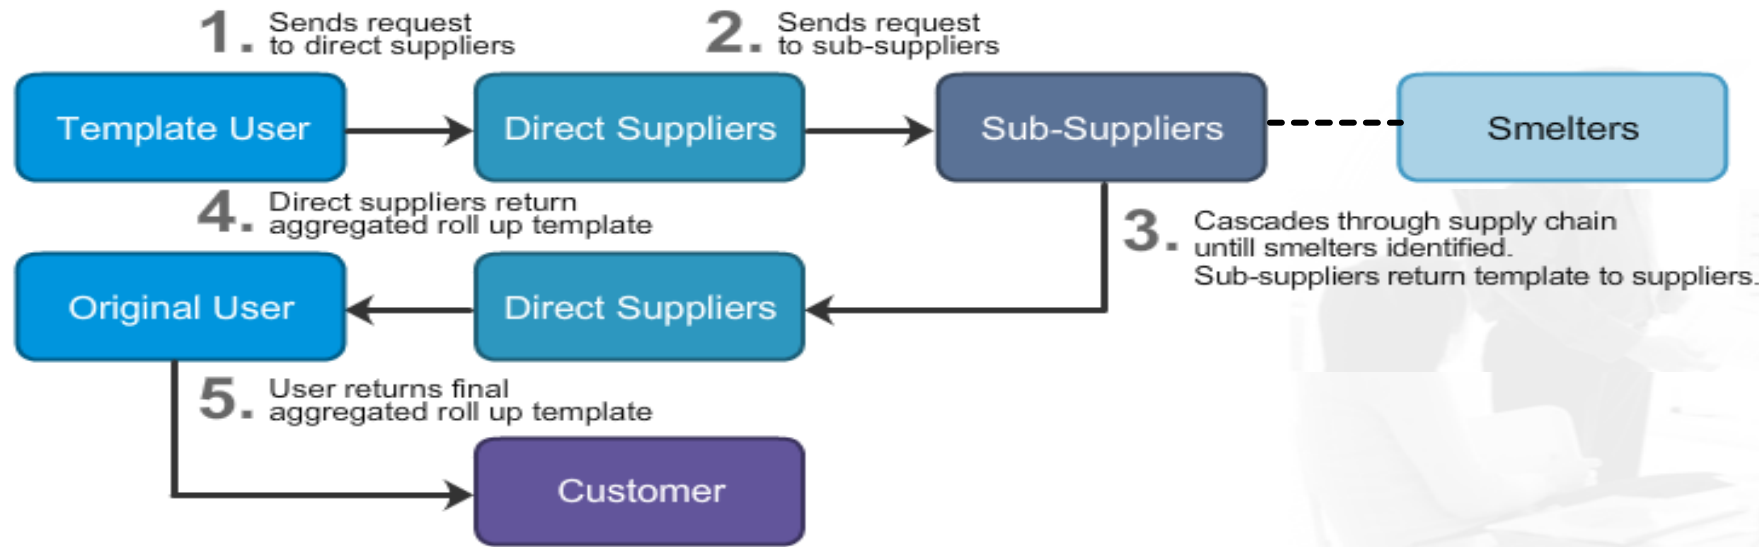 1. Sends request
to direct suppliers
2. Sends request
to sub-suppliers
Template User
Direct Suppliers
Sub-Suppliers
Smelters
4. Direct suppliers return
aggregated roll up template
3. Cascades through supply chain
untill smelters identified.
Sub-suppliers return template to suppliers.
Original User
Direct Suppliers
5. User returns final
aggregated roll up template
Customer